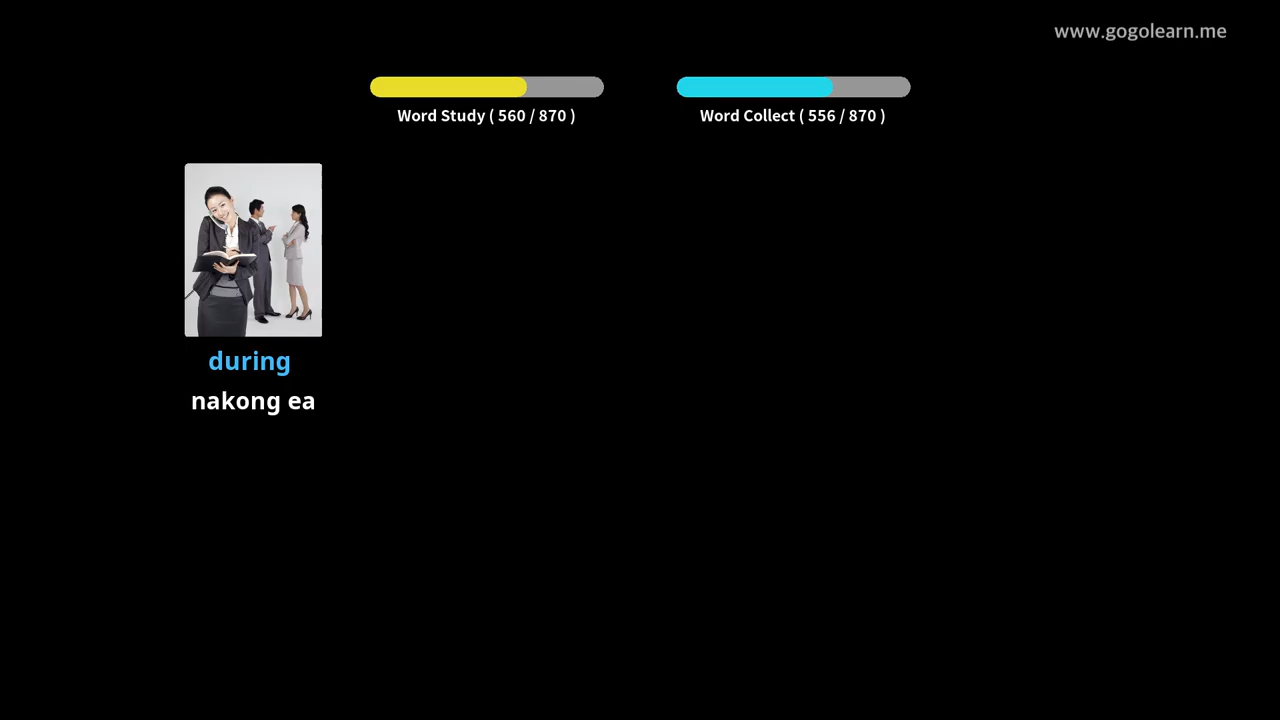 www.gogolearn.me
Word Study ( 560 / 870 )
Word Collect ( 556 / 870 )
during
nakong ea